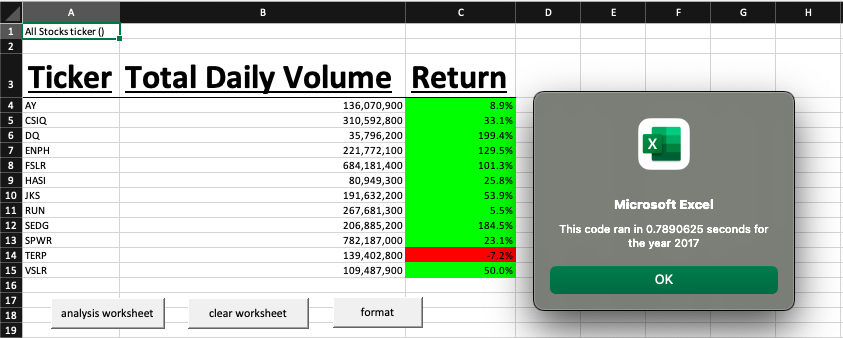 A B C D E F G H
1 All Stocks ticker ()
2
3 Ticker Total Daily Volume Return
4 AY 136,070,900 8.9%
5 CSIQ 310,592,800 33.1%
6 DQ 35,796,200 199.4%
7 ENPH 221,772,100 129.5%
8 FSLR 684,181,400 101.3%
9 HASI 80,949,300 25.8%
10 JKS 191,632,200 53.9%
11 RUN 267,681,300 5.5%
12 SEDG 206,885,200 184.5%
13 SPWR 782,187,000 23.1%
14 TERP 139,402,800 -7.2%
15 VSLR 109,487,900 50.0%
16
17
18
19
analysis worksheet clear worksheet format
X
Microsoft Excel
This code ran in 0.7890625 seconds for
the year 2017
OK